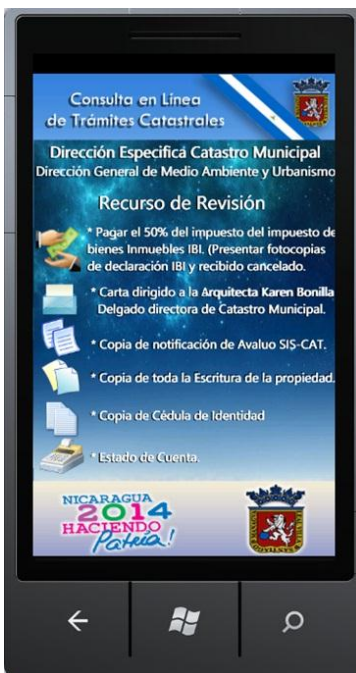 Consulta en Línea
de Trámites Catastrales
Dirección Especifica Catastro Municipal
Dirección General de Medio Ambiente y Urbanismo
Recurso de Revisión
* Pagar el 50% del impuesto del impuesto de
bienes Inmuebles IBI. (Presentar fotocopias
de declaración IBI y recibido cancelado.
* Carta dirigido a la Arquitecta Karen Bonilla
Delgado directora de Catastro Municipal.
* Copia de notificación de Avaluo SIS-CAT.
* Copia de toda la Escritura de la propiedad.
* Copia de Cédula de Identidad
* Estado de Cuenta.
NICARAGUA
2014
HACIENDO
Patria!